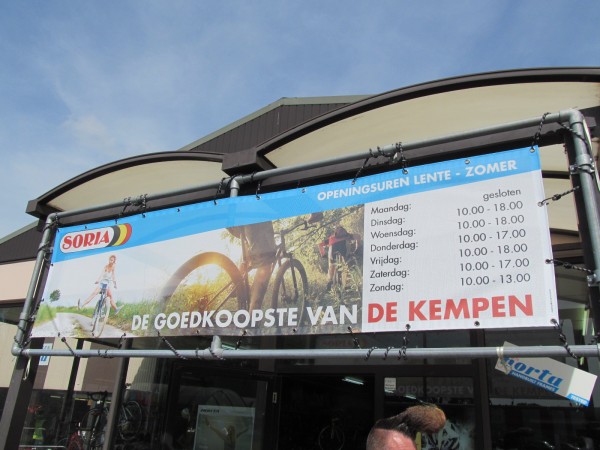 OPENINGSUREN LENTE - ZOMER
SORIA
Maandag: gesloten
Dinsdag: 10.00 - 18.00
Woensdag: 10.00 - 18.00
Donderdag: 10.00 - 17.00
Vrijdag: 10.00 - 18.00
Zaterdag: 10.00 - 17.00
Zondag: 10.00 - 13.00
DE GOEDKOOPSTE VAN DE KEMPEN
norta
GOEDKOOPSTE